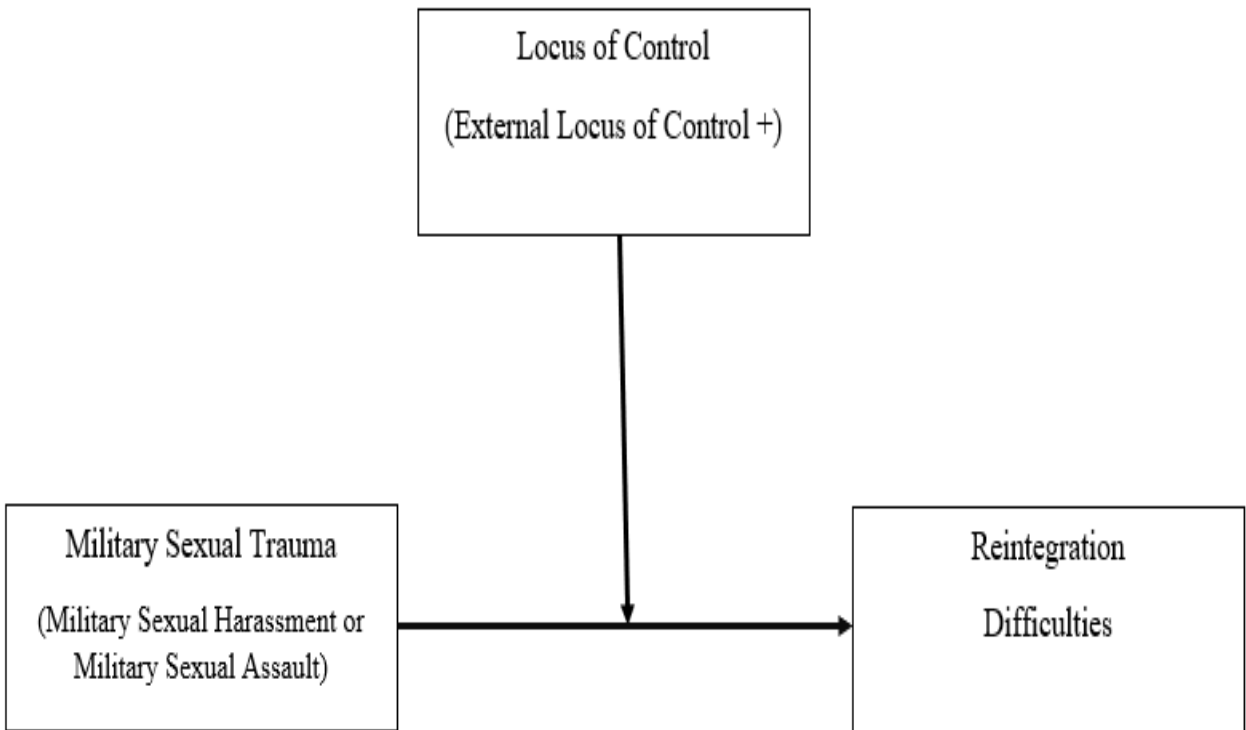 Locus of Control
(External Locus of Control +)
Military Sexual Trauma
(Military Sexual Harassment or
Military Sexual Assault)
Reintegration
Difficulties